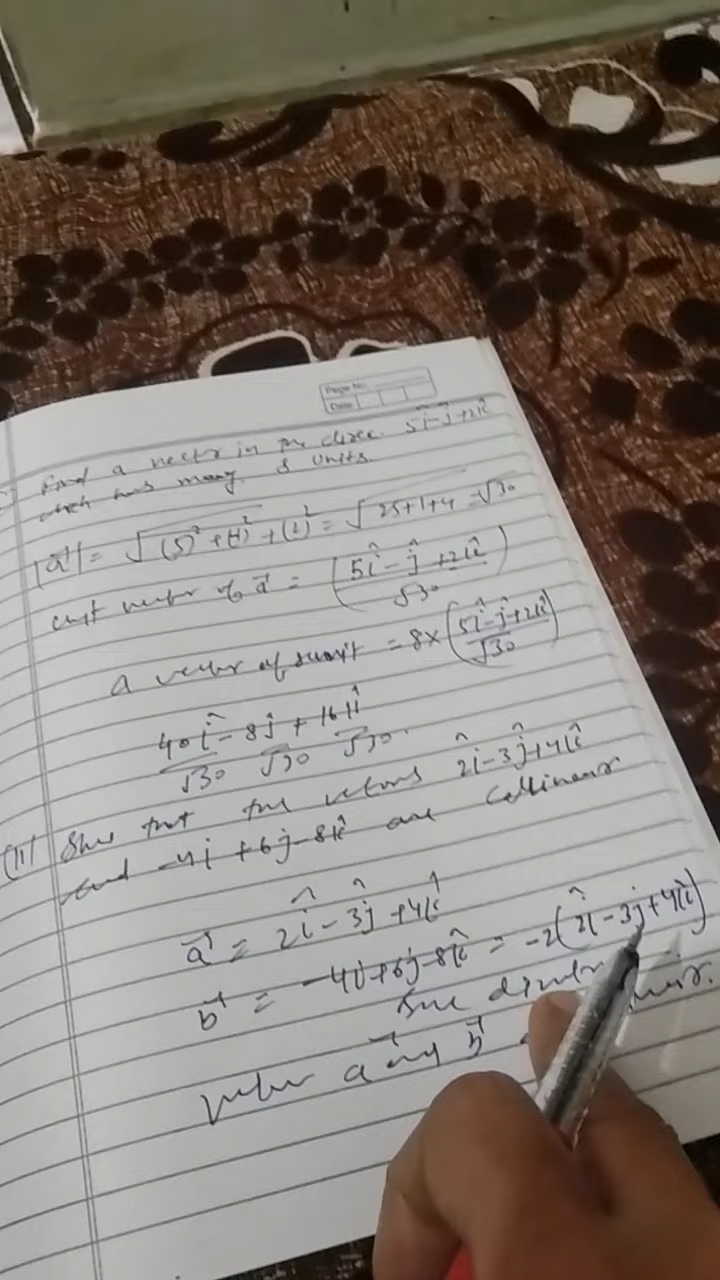 Page No.
Date
Find a vector in the direc. 5î-ĵ+2k̂
which has mag 8 units.
|a⃗| = √(5)²+(-1)²+(2)² = √25+1+4 = √30
unit vector of a⃗ = (5î-ĵ+2k̂/√30)
a vector of 8 unit = 8×(5î-ĵ+2k̂/√30)
40î/√30 - 8ĵ/√30 + 16k̂/√30.
(11) Show that the vectors 2î-3ĵ+4k̂
and -4î+6ĵ-8k̂ are Collinear
a⃗ = 2î-3ĵ+4k̂
b⃗ = -4î+6ĵ-8k̂ = -2(2î-3ĵ+4k̂)
a⃗ and b⃗